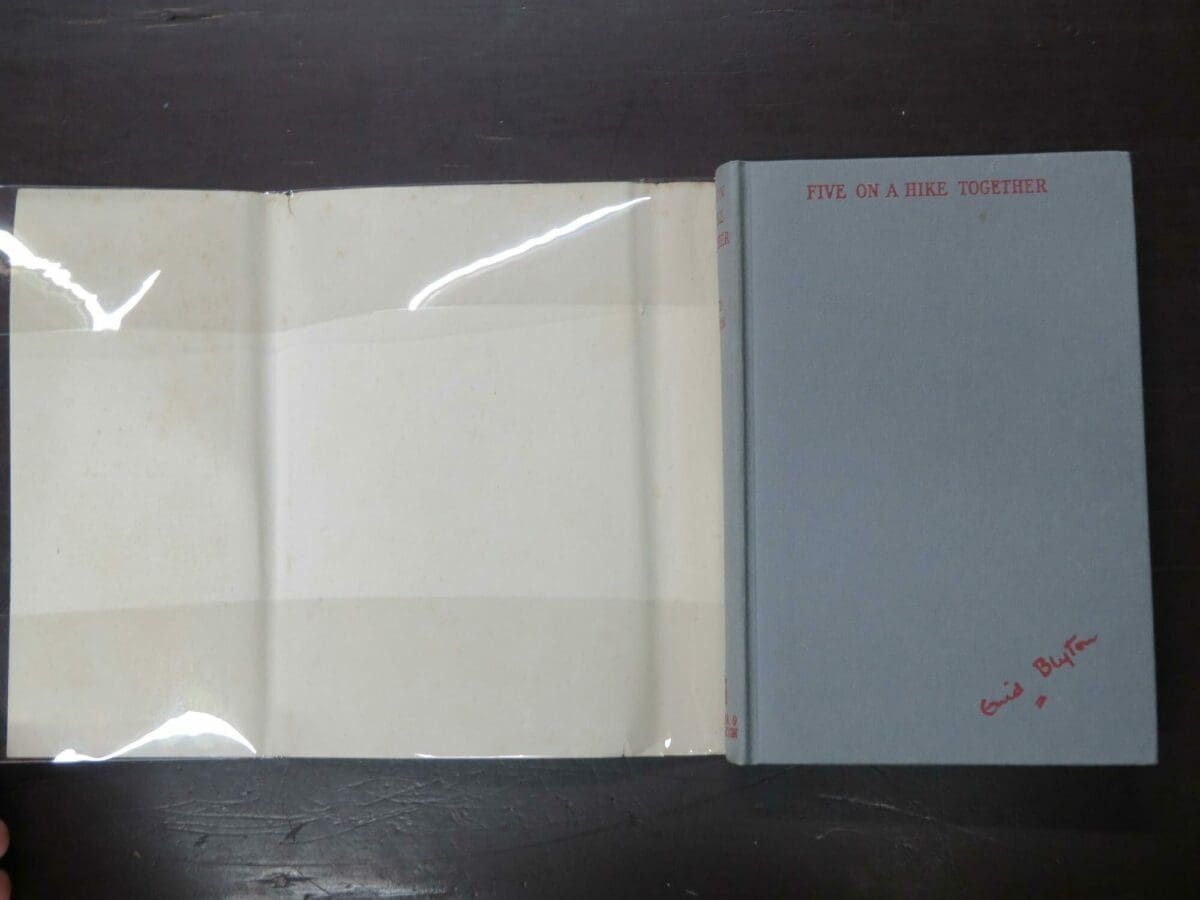 FIVE ON A HIKE TOGETHER
Enid Blyton